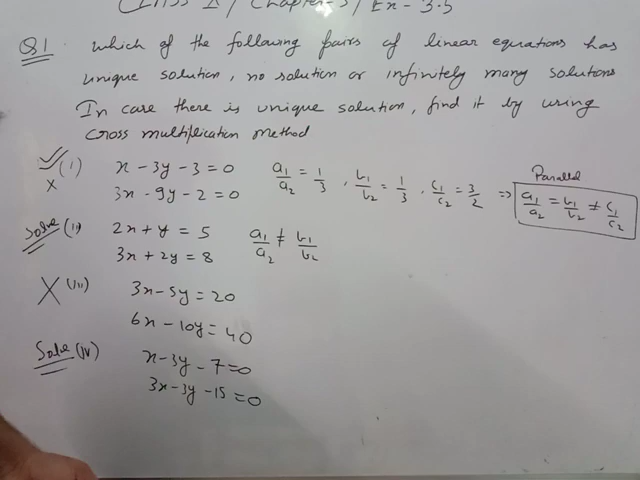 Class X / Chapter - 3 / Ex - 3.5
Q1 Which of the following pairs of linear equations has
unique solution, no solution or infinitely many solutions
In case there is unique solution, find it by using
cross multiplication method
(i) x - 3y - 3 = 0 a1/a2 = 1/3 , b1/b2 = 1/3 , c1/c2 = 3/2 ⇒ Parallel a1/a2 = b1/b2 ≠ c1/c2
X 3x - 9y - 2 = 0
Solve (ii) 2x + y = 5 a1/a2 ≠ b1/b2
3x + 2y = 8
X (iii) 3x - 5y = 20
6x - 10y = 40
Solve (iv) x - 3y - 7 = 0
3x - 3y - 15 = 0